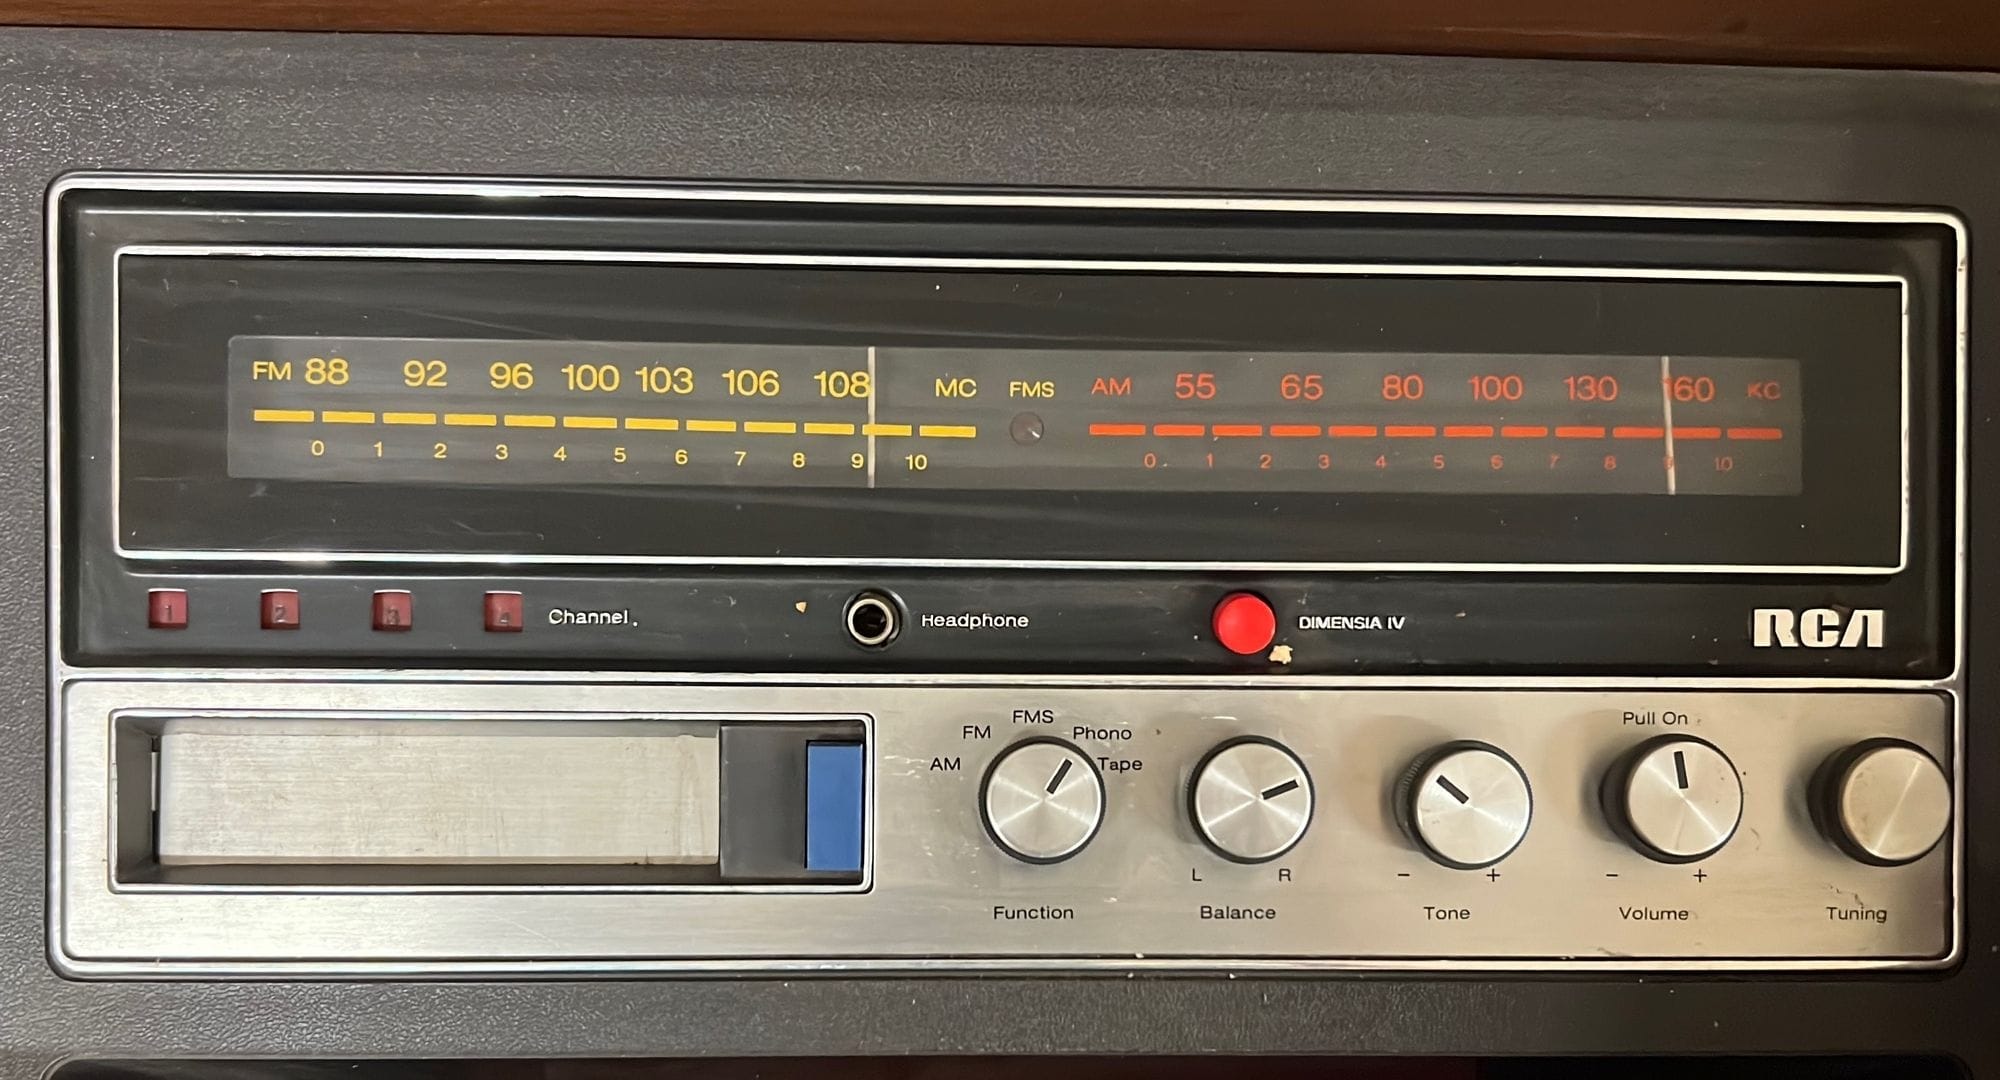 FM 88 92 96 100 103 106 108 MC FMS AM 55 65 80 100 130 160 KC
0 1 2 3 4 5 6 7 8 9 10 0 1 2 3 4 5 6 7 8 9 10
1 2 3 4 Channel Headphone DIMENSIA IV RCA
AM FM FMS Phono Tape Pull On
L R - + - +
Function Balance Tone Volume Tuning